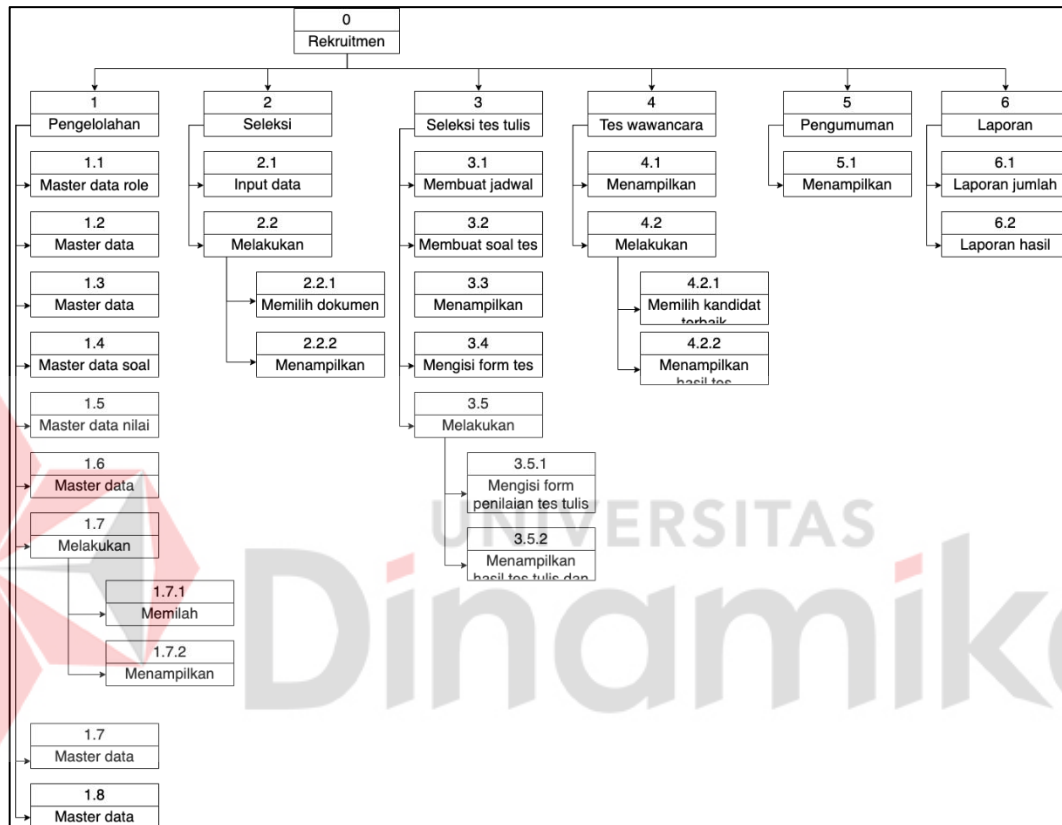 0
Rekruitmen
1
Pengelolahan
2
Seleksi
3
Seleksi tes tulis
4
Tes wawancara
5
Pengumuman
6
Laporan
1.1
Master data role
1.2
Master data
1.3
Master data
1.4
Master data soal
1.5
Master data nilai
1.6
Master data
1.7
Melakukan
1.7.1
Memilah
1.7.2
Menampilkan
1.7
Master data
1.8
Master data
2.1
Input data
2.2
Melakukan
2.2.1
Memilih dokumen
2.2.2
Menampilkan
3.1
Membuat jadwal
3.2
Membuat soal tes
3.3
Menampilkan
3.4
Mengisi form tes
3.5
Melakukan
3.5.1
Mengisi form
penilaian tes tulis
3.5.2
Menampilkan
hasil tes tulis dan
4.1
Menampilkan
4.2
Melakukan
4.2.1
Memilih kandidat
terbaik
4.2.2
Menampilkan
hasil tes
5.1
Menampilkan
6.1
Laporan jumlah
6.2
Laporan hasil
UNIVERSITAS
Dinamika